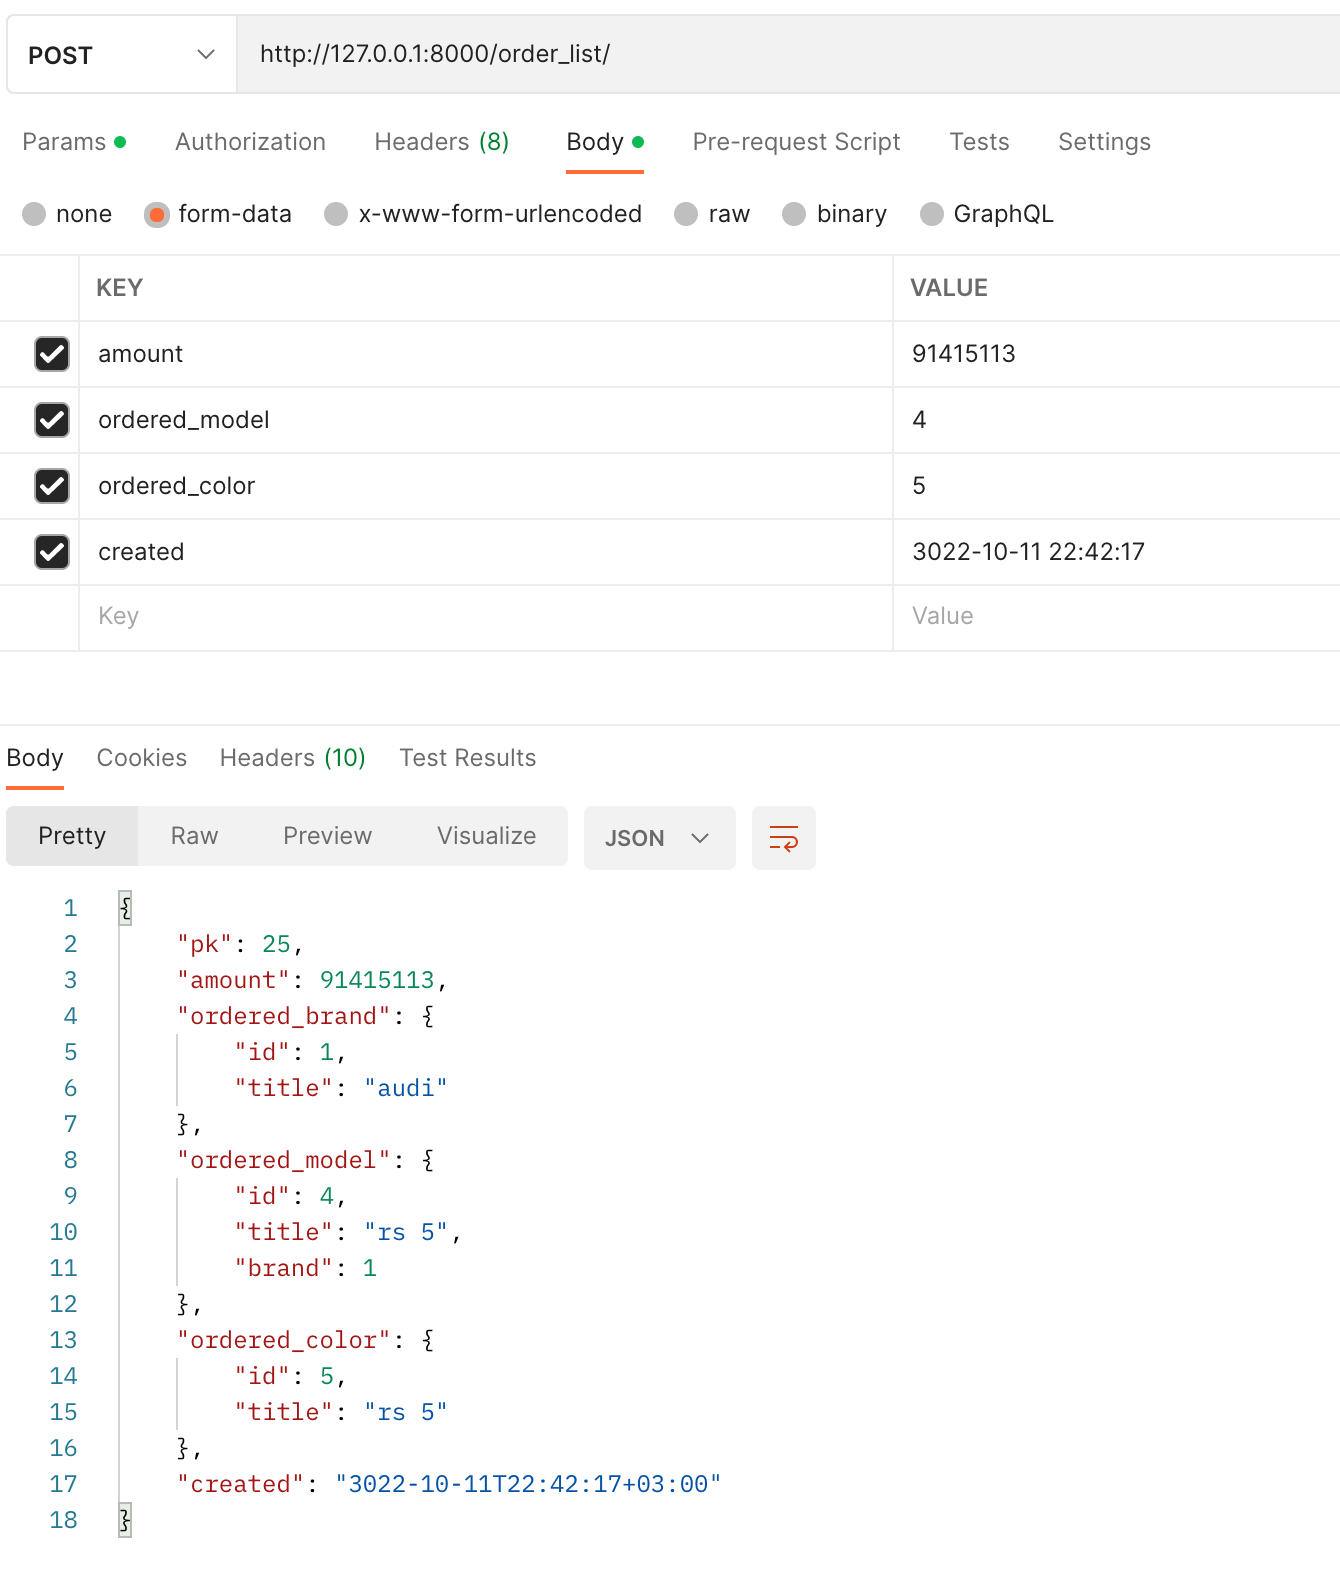 POST http://127.0.0.1:8000/order_list/
Params Authorization Headers (8) Body Pre-request Script Tests Settings
none form-data x-www-form-urlencoded raw binary GraphQL
KEY VALUE
amount 91415113
ordered_model 4
ordered_color 5
created 3022-10-11 22:42:17
Key Value
Body Cookies Headers (10) Test Results
Pretty Raw Preview Visualize JSON
1 {
2 "pk": 25,
3 "amount": 91415113,
4 "ordered_brand": {
5 "id": 1,
6 "title": "audi"
7 },
8 "ordered_model": {
9 "id": 4,
10 "title": "rs 5",
11 "brand": 1
12 },
13 "ordered_color": {
14 "id": 5,
15 "title": "rs 5"
16 },
17 "created": "3022-10-11T22:42:17+03:00"
18 }